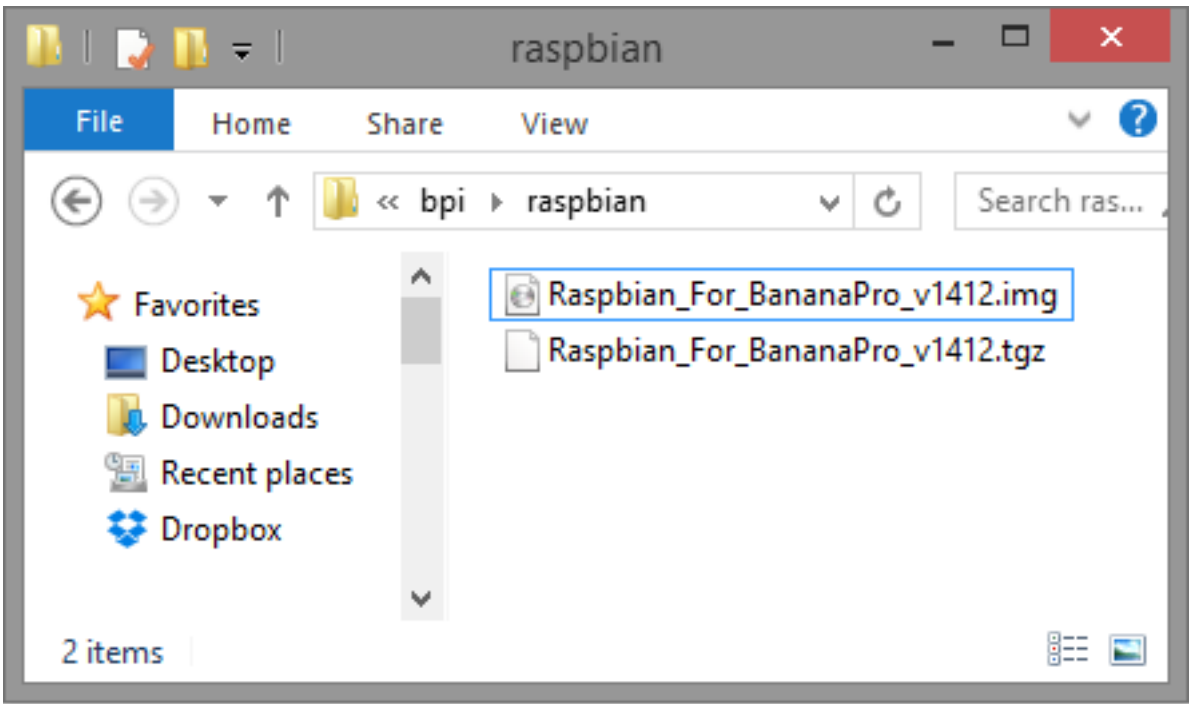 raspbian
File Home Share View
« bpi raspbian Search ras...
Favorites
Desktop
Downloads
Recent places
Dropbox
Raspbian_For_BananaPro_v1412.img
Raspbian_For_BananaPro_v1412.tgz
2 items